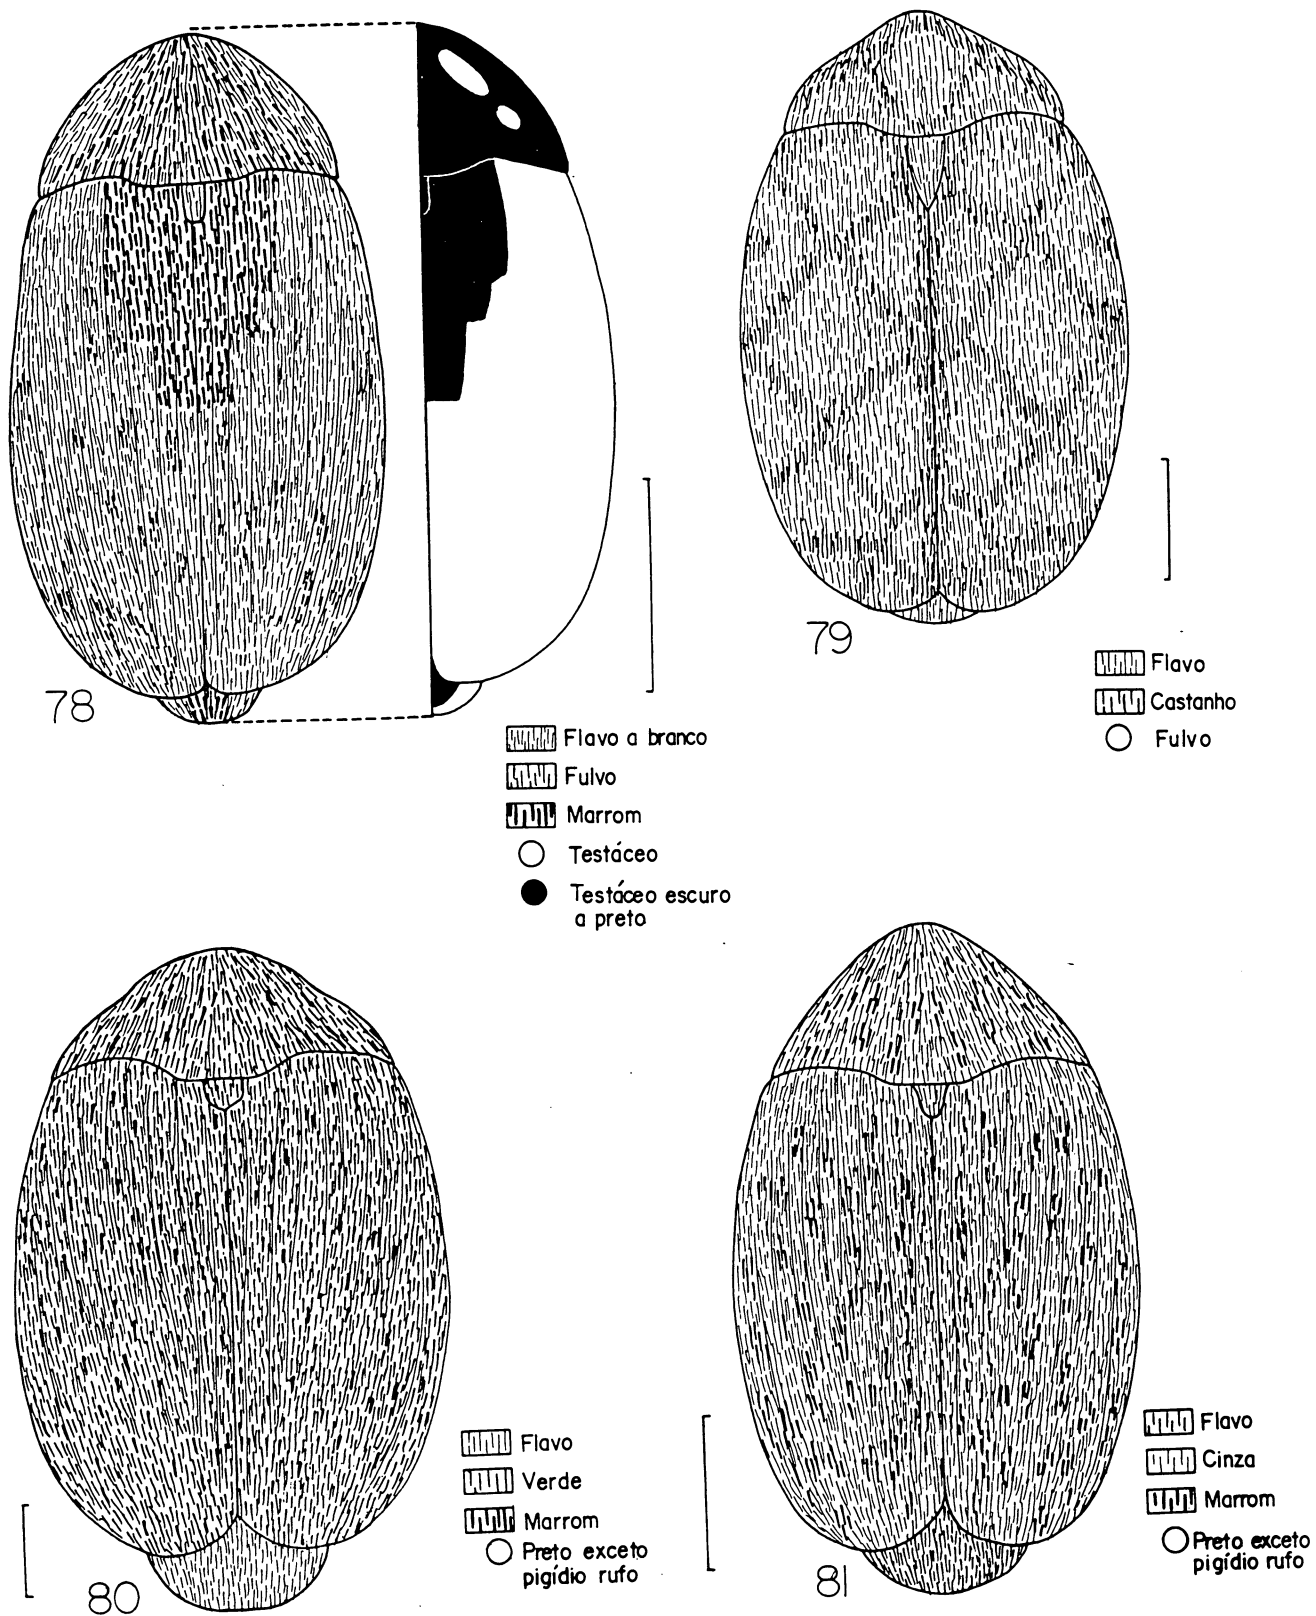 78
Flavo a branco
Fulvo
Marrom
Testáceo
Testáceo escuro
a preto
79
Flavo
Castanho
Fulvo
80
Flavo
Verde
Marrom
Preto exceto
pigídio rufo
81
Flavo
Cinza
Marrom
Preto exceto
pigídio rufo